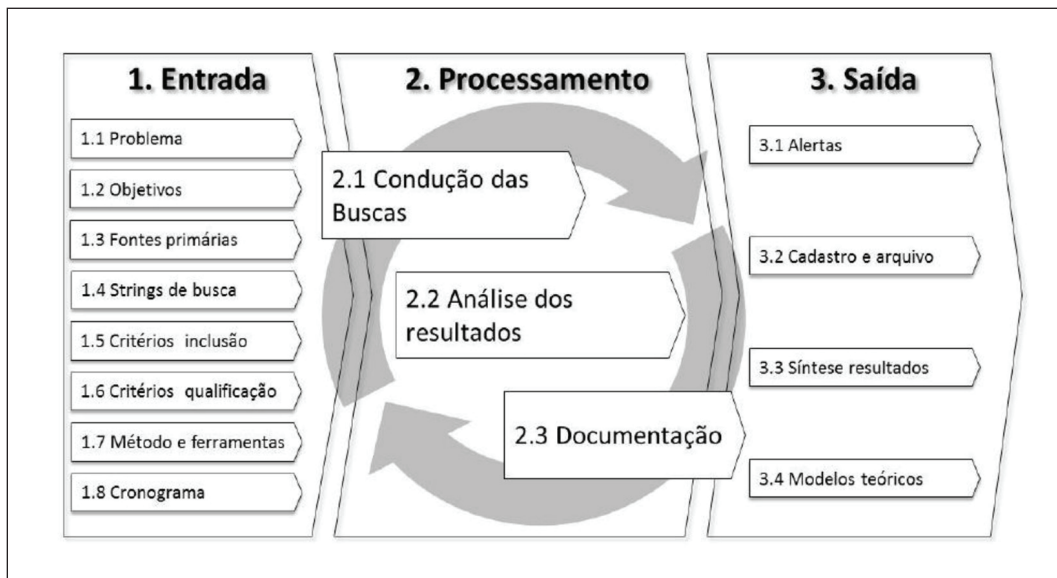 1. Entrada
1.1 Problema
1.2 Objetivos
1.3 Fontes primárias
1.4 Strings de busca
1.5 Critérios inclusão
1.6 Critérios qualificação
1.7 Método e ferramentas
1.8 Cronograma
2. Processamento
2.1 Condução das
Buscas
2.2 Análise dos
resultados
2.3 Documentação
3. Saída
3.1 Alertas
3.2 Cadastro e arquivo
3.3 Síntese resultados
3.4 Modelos teóricos